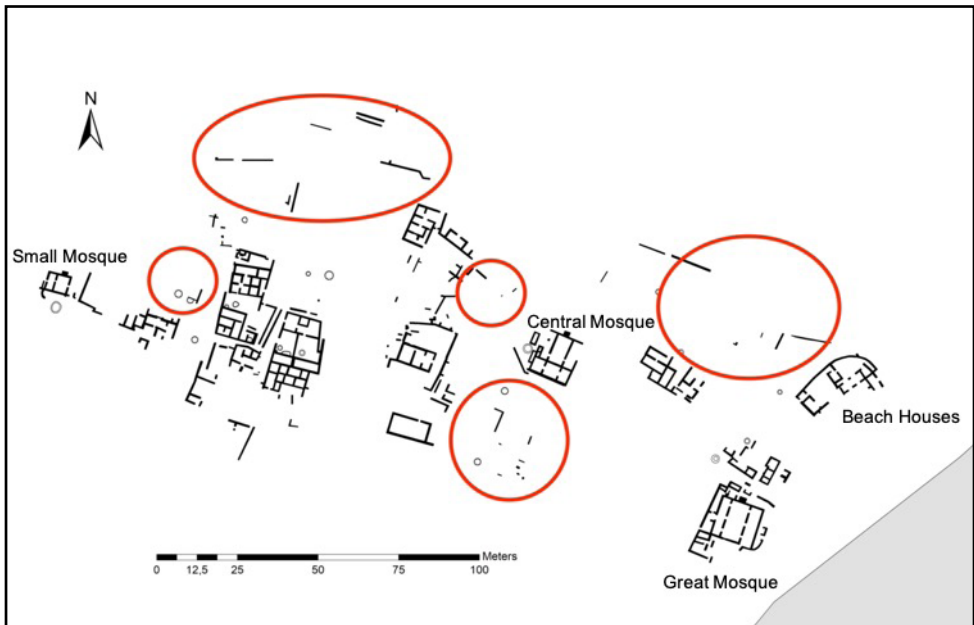 N
Small Mosque
Central Mosque
Beach Houses
Meters
0 12,5 25 50 75 100
Great Mosque